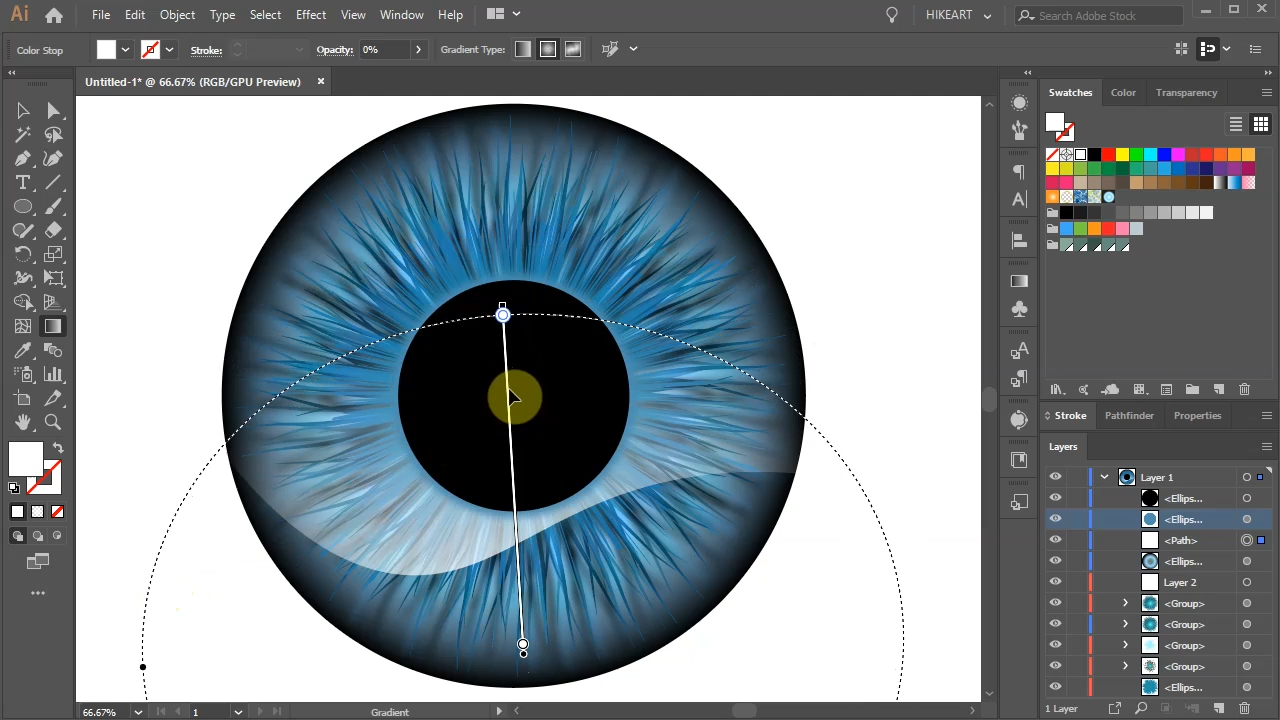 Ai File Edit Object Type Select Effect View Window Help HIKEART Search Adobe Stock
Color Stop Stroke: Opacity: 0% Gradient Type:
Untitled-1* @ 66.67% (RGB/GPU Preview) ×
Swatches Color Transparency
Stroke Pathfinder Properties
Layers
Layer 1
<Ellips...
<Ellips...
<Path>
<Ellips...
Layer 2
<Group>
<Group>
<Group>
<Group>
<Ellips...
66.67% 1 Gradient 1 Layer